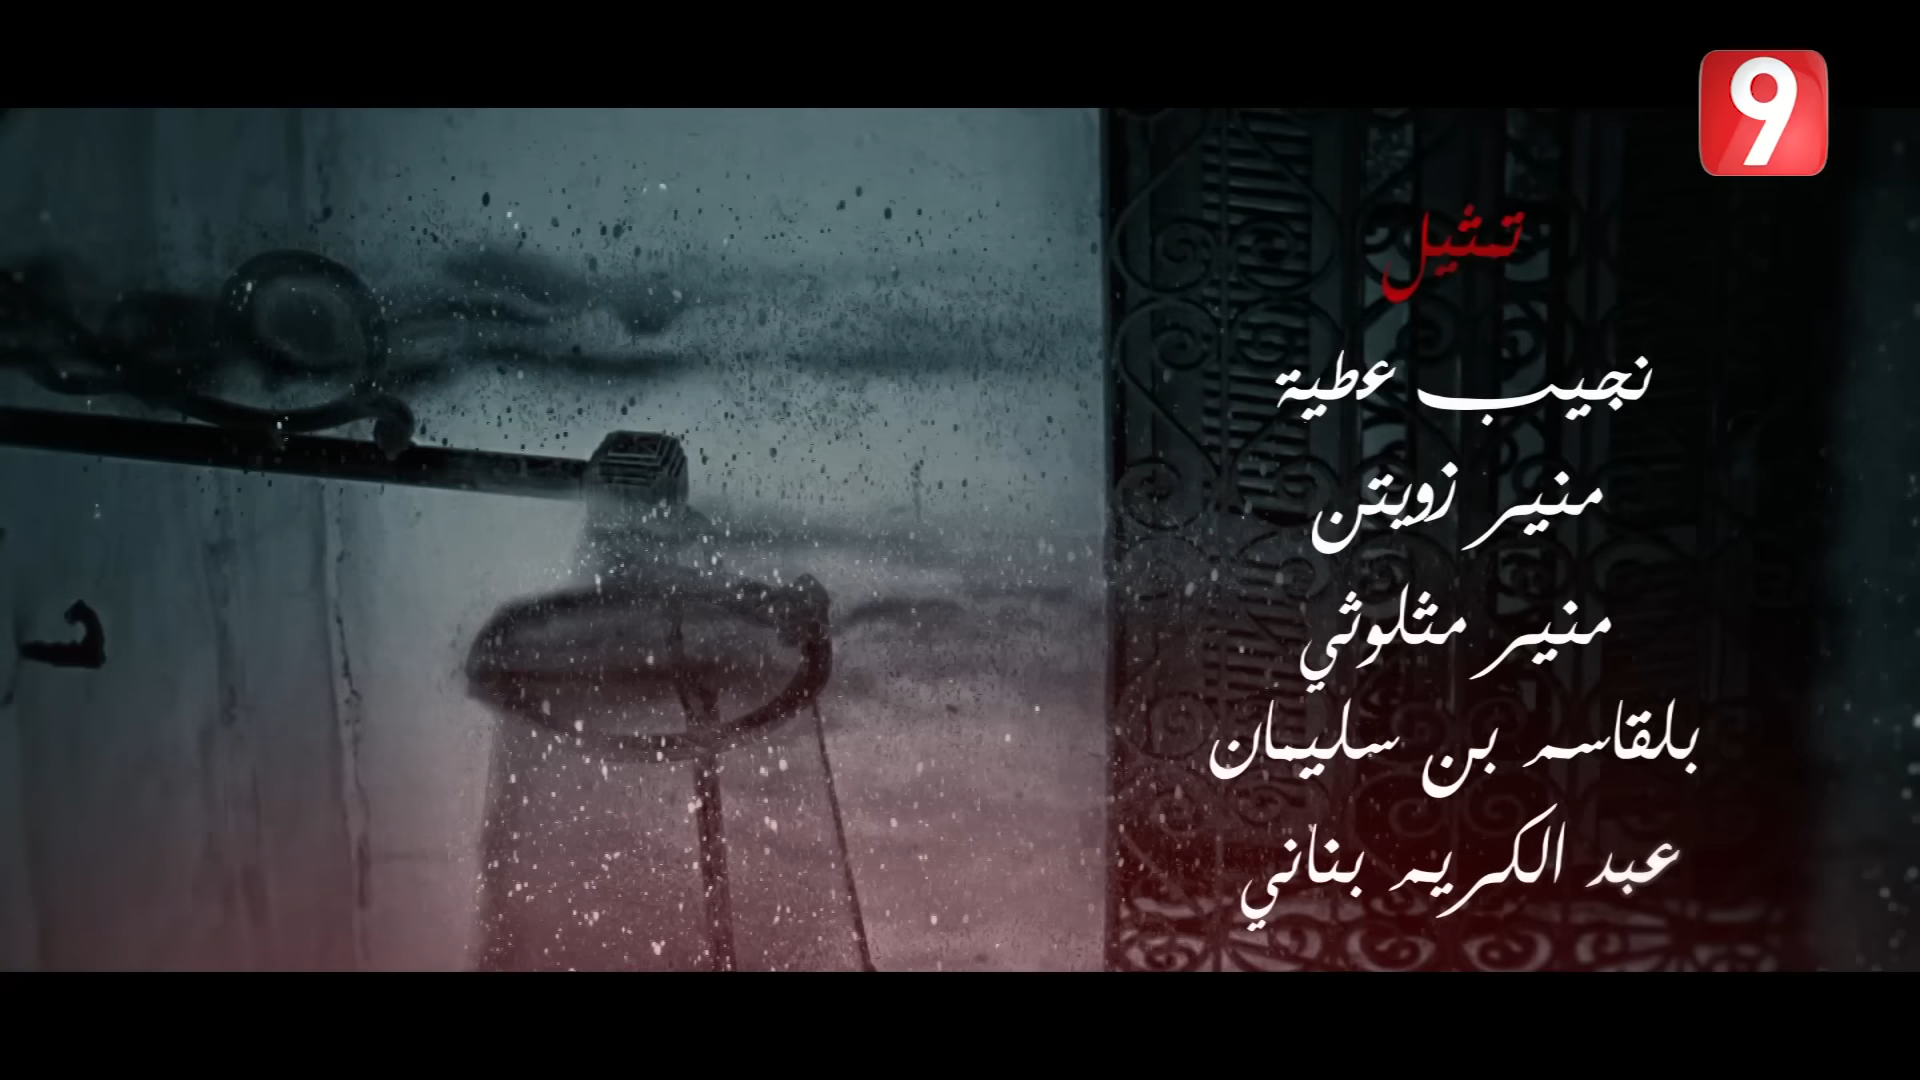 9
تمثيل
نجيب عطية
منير زويتن
منير مثلوثي
بلقاسم بن سليمان
عبد الكريم بناني